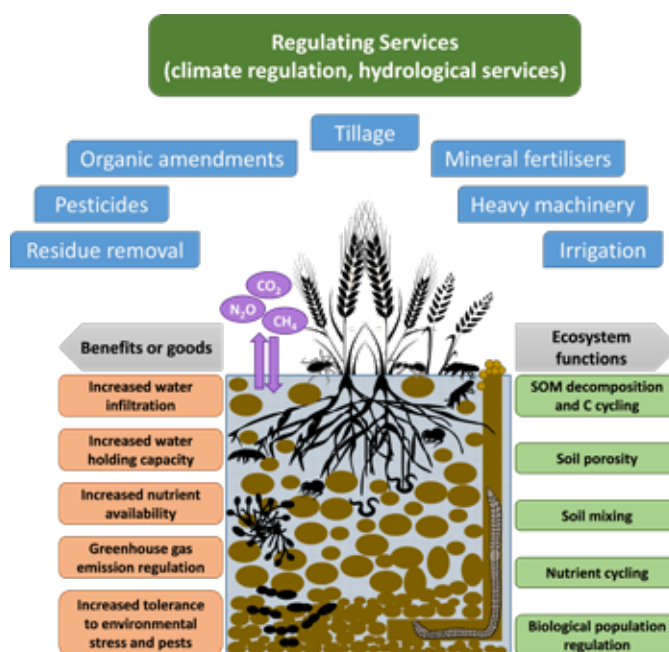 Regulating Services
(climate regulation, hydrological services)
Tillage
Organic amendments
Mineral fertilisers
Pesticides
Heavy machinery
Residue removal
Irrigation
CO₂
N₂O
CH₄
Benefits or goods
Ecosystem
functions
Increased water
infiltration
SOM decomposition
and C cycling
Increased water
holding capacity
Soil porosity
Increased nutrient
availability
Soil mixing
Greenhouse gas
emission regulation
Nutrient cycling
Increased tolerance
to environmental
stress and pests
Biological population
regulation